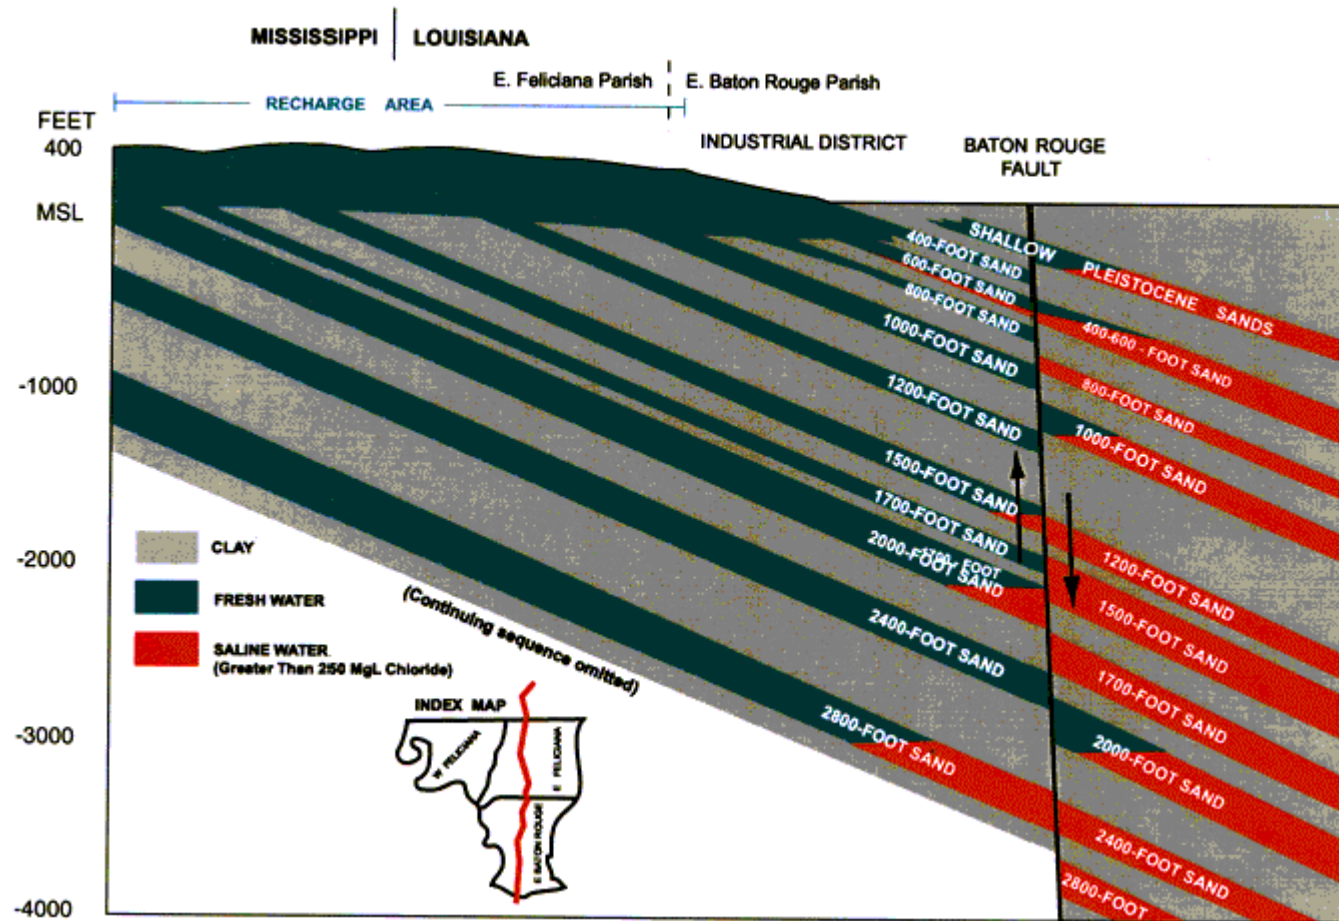 MISSISSIPPI
LOUISIANA
E. Feliciana Parish
E. Baton Rouge Parish
RECHARGE AREA
FEET
400
MSL
-1000
-2000
-3000
-4000
INDUSTRIAL DISTRICT
BATON ROUGE
FAULT
SHALLOW
PLEISTOCENE SANDS
400-FOOT SAND
600-FOOT SAND
800-FOOT SAND
1000-FOOT SAND
1200-FOOT SAND
1500-FOOT SAND
1700-FOOT SAND
1700-FOOT
2000-FOOT SAND
2400-FOOT SAND
2800-FOOT SAND
400-600 - FOOT SAND
800-FOOT SAND
1000-FOOT SAND
1200-FOOT SAND
1500-FOOT SAND
1700-FOOT SAND
2000-FOOT SAND
2400-FOOT SAND
2800-FOOT
CLAY
FRESH WATER
SALINE WATER
(Greater Than 250 MgL Chloride)
(Continuing sequence omitted)
INDEX MAP
W FELICIANA
E FELICIANA
E BATON ROUGE